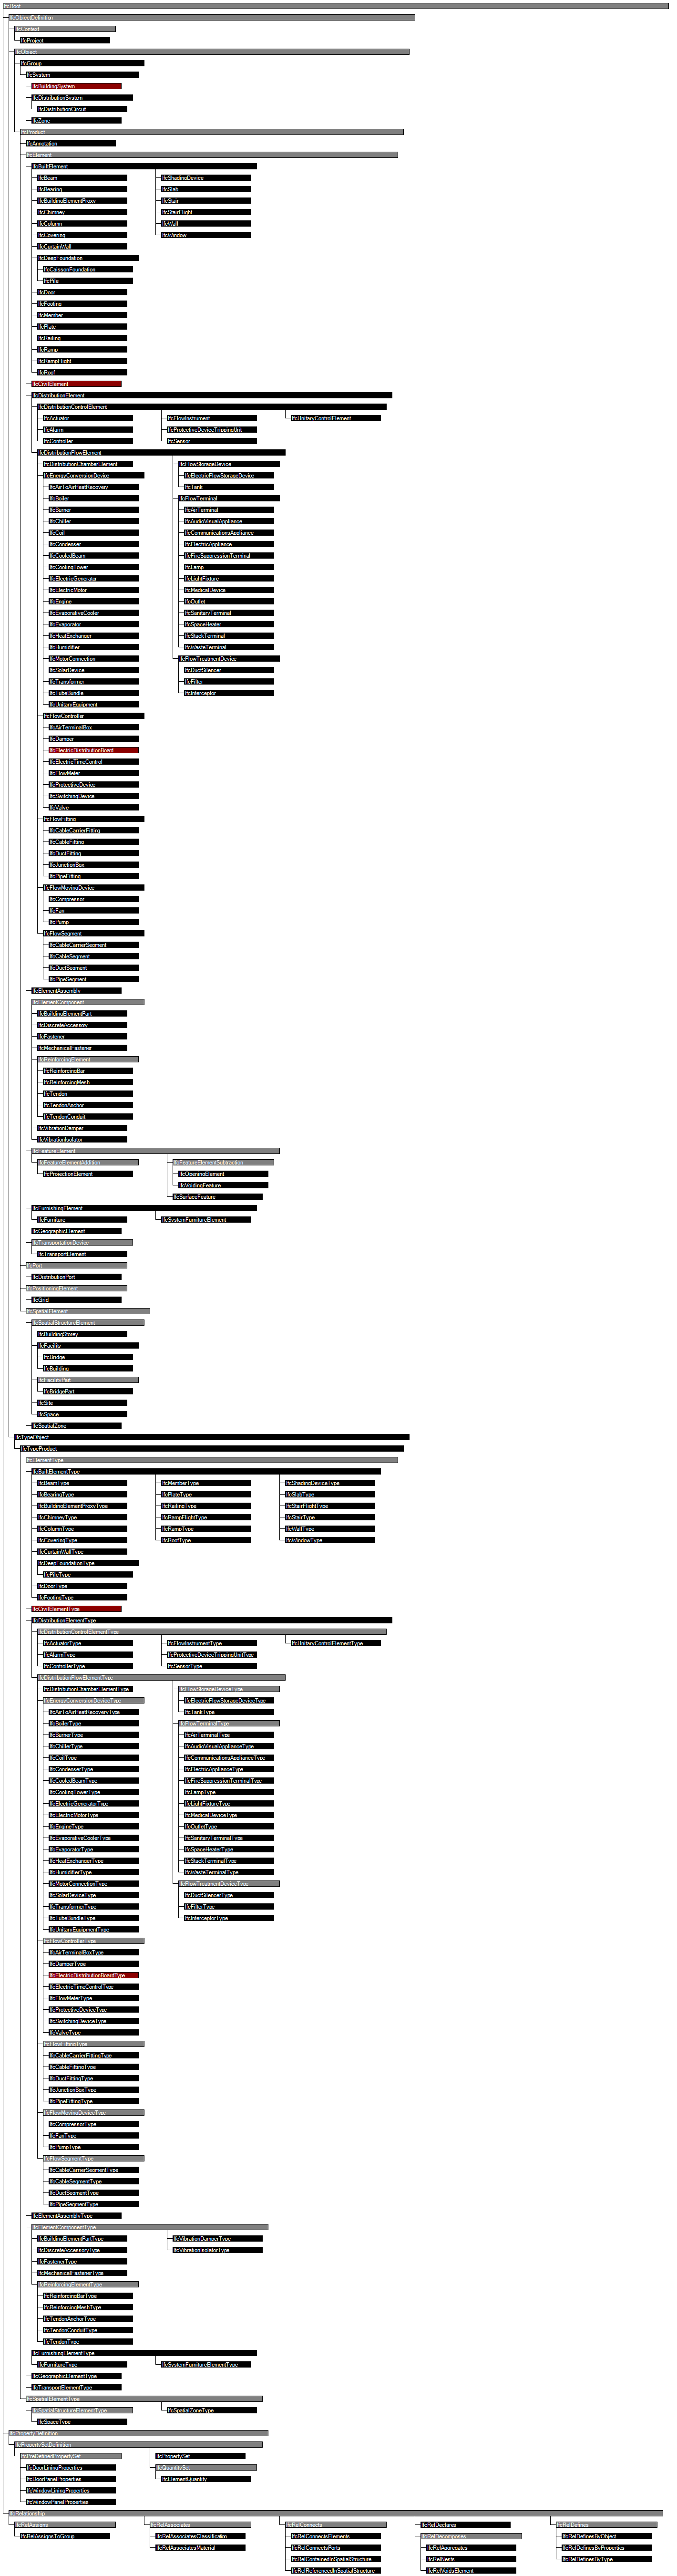 IfcRoot
IfcObjectDefinition
IfcContext
IfcProject
IfcObject
IfcGroup
IfcSystem
IfcBuildingSystem
IfcDistributionSystem
IfcDistributionCircuit
IfcZone
IfcProduct
IfcAnnotation
IfcElement
IfcBuiltElement
IfcBeam
IfcShadingDevice
IfcBearing
IfcSlab
IfcBuildingElementProxy
IfcStair
IfcChimney
IfcStairFlight
IfcColumn
IfcWall
IfcCovering
IfcWindow
IfcCurtainWall
IfcDeepFoundation
IfcCaissonFoundation
IfcPile
IfcDoor
IfcFooting
IfcMember
IfcPlate
IfcRailing
IfcRamp
IfcRampFlight
IfcRoof
IfcCivilElement
IfcDistributionElement
IfcDistributionControlElement
IfcActuator
IfcFlowInstrument
IfcUnitaryControlElement
IfcAlarm
IfcProtectiveDeviceTrippingUnit
IfcController
IfcSensor
IfcDistributionFlowElement
IfcDistributionChamberElement
IfcFlowStorageDevice
IfcEnergyConversionDevice
IfcElectricFlowStorageDevice
IfcAirToAirHeatRecovery
IfcTank
IfcBoiler
IfcFlowTerminal
IfcBurner
IfcAirTerminal
IfcChiller
IfcAudioVisualAppliance
IfcCoil
IfcCommunicationsAppliance
IfcCondenser
IfcElectricAppliance
IfcCooledBeam
IfcFireSuppressionTerminal
IfcCoolingTower
IfcLamp
IfcElectricGenerator
IfcLightFixture
IfcElectricMotor
IfcMedicalDevice
IfcEngine
IfcOutlet
IfcEvaporativeCooler
IfcSanitaryTerminal
IfcEvaporator
IfcSpaceHeater
IfcHeatExchanger
IfcStackTerminal
IfcHumidifier
IfcWasteTerminal
IfcMotorConnection
IfcFlowTreatmentDevice
IfcSolarDevice
IfcDuctSilencer
IfcTransformer
IfcFilter
IfcTubeBundle
IfcInterceptor
IfcUnitaryEquipment
IfcFlowController
IfcAirTerminalBox
IfcDamper
IfcElectricDistributionBoard
IfcElectricTimeControl
IfcFlowMeter
IfcProtectiveDevice
IfcSwitchingDevice
IfcValve
IfcFlowFitting
IfcCableCarrierFitting
IfcCableFitting
IfcDuctFitting
IfcJunctionBox
IfcPipeFitting
IfcFlowMovingDevice
IfcCompressor
IfcFan
IfcPump
IfcFlowSegment
IfcCableCarrierSegment
IfcCableSegment
IfcDuctSegment
IfcPipeSegment
IfcElementAssembly
IfcElementComponent
IfcBuildingElementPart
IfcDiscreteAccessory
IfcFastener
IfcMechanicalFastener
IfcReinforcingElement
IfcReinforcingBar
IfcReinforcingMesh
IfcTendon
IfcTendonAnchor
IfcTendonConduit
IfcVibrationDamper
IfcVibrationIsolator
IfcFeatureElement
IfcFeatureElementAddition
IfcFeatureElementSubtraction
IfcProjectionElement
IfcOpeningElement
IfcVoidingFeature
IfcSurfaceFeature
IfcFurnishingElement
IfcFurniture
IfcSystemFurnitureElement
IfcGeographicElement
IfcTransportationDevice
IfcTransportElement
IfcPort
IfcDistributionPort
IfcPositioningElement
IfcGrid
IfcSpatialElement
IfcSpatialStructureElement
IfcBuildingStorey
IfcFacility
IfcBridge
IfcBuilding
IfcFacilityPart
IfcBridgePart
IfcSite
IfcSpace
IfcSpatialZone
IfcTypeObject
IfcTypeProduct
IfcElementType
IfcBuiltElementType
IfcBeamType
IfcMemberType
IfcShadingDeviceType
IfcBearingType
IfcPlateType
IfcSlabType
IfcBuildingElementProxyType
IfcRailingType
IfcStairFlightType
IfcChimneyType
IfcRampFlightType
IfcStairType
IfcColumnType
IfcRampType
IfcWallType
IfcCoveringType
IfcRoofType
IfcWindowType
IfcCurtainWallType
IfcDeepFoundationType
IfcPileType
IfcDoorType
IfcFootingType
IfcCivilElementType
IfcDistributionElementType
IfcDistributionControlElementType
IfcActuatorType
IfcFlowInstrumentType
IfcUnitaryControlElementType
IfcAlarmType
IfcProtectiveDeviceTrippingUnitType
IfcControllerType
IfcSensorType
IfcDistributionFlowElementType
IfcDistributionChamberElementType
IfcFlowStorageDeviceType
IfcEnergyConversionDeviceType
IfcElectricFlowStorageDeviceType
IfcAirToAirHeatRecoveryType
IfcTankType
IfcBoilerType
IfcFlowTerminalType
IfcBurnerType
IfcAirTerminalType
IfcChillerType
IfcAudioVisualApplianceType
IfcCoilType
IfcCommunicationsApplianceType
IfcCondenserType
IfcElectricApplianceType
IfcCooledBeamType
IfcFireSuppressionTerminalType
IfcCoolingTowerType
IfcLampType
IfcElectricGeneratorType
IfcLightFixtureType
IfcElectricMotorType
IfcMedicalDeviceType
IfcEngineType
IfcOutletType
IfcEvaporativeCoolerType
IfcSanitaryTerminalType
IfcEvaporatorType
IfcSpaceHeaterType
IfcHeatExchangerType
IfcStackTerminalType
IfcHumidifierType
IfcWasteTerminalType
IfcMotorConnectionType
IfcFlowTreatmentDeviceType
IfcSolarDeviceType
IfcDuctSilencerType
IfcTransformerType
IfcFilterType
IfcTubeBundleType
IfcInterceptorType
IfcUnitaryEquipmentType
IfcFlowControllerType
IfcAirTerminalBoxType
IfcDamperType
IfcElectricDistributionBoardType
IfcElectricTimeControlType
IfcFlowMeterType
IfcProtectiveDeviceType
IfcSwitchingDeviceType
IfcValveType
IfcFlowFittingType
IfcCableCarrierFittingType
IfcCableFittingType
IfcDuctFittingType
IfcJunctionBoxType
IfcPipeFittingType
IfcFlowMovingDeviceType
IfcCompressorType
IfcFanType
IfcPumpType
IfcFlowSegmentType
IfcCableCarrierSegmentType
IfcCableSegmentType
IfcDuctSegmentType
IfcPipeSegmentType
IfcElementAssemblyType
IfcElementComponentType
IfcBuildingElementPartType
IfcVibrationDamperType
IfcDiscreteAccessoryType
IfcVibrationIsolatorType
IfcFastenerType
IfcMechanicalFastenerType
IfcReinforcingElementType
IfcReinforcingBarType
IfcReinforcingMeshType
IfcTendonAnchorType
IfcTendonConduitType
IfcTendonType
IfcFurnishingElementType
IfcFurnitureType
IfcSystemFurnitureElementType
IfcGeographicElementType
IfcTransportElementType
IfcSpatialElementType
IfcSpatialStructureElementType
IfcSpatialZoneType
IfcSpaceType
IfcPropertyDefinition
IfcPropertySetDefinition
IfcPreDefinedPropertySet
IfcPropertySet
IfcDoorLiningProperties
IfcQuantitySet
IfcDoorPanelProperties
IfcElementQuantity
IfcWindowLiningProperties
IfcWindowPanelProperties
IfcRelationship
IfcRelAssigns
IfcRelAssociates
IfcRelConnects
IfcRelDeclares
IfcRelDefines
IfcRelAssignsToGroup
IfcRelAssociatesClassification
IfcRelConnectsElements
IfcRelDecomposes
IfcRelDefinesByObject
IfcRelAssociatesMaterial
IfcRelConnectsPorts
IfcRelAggregates
IfcRelDefinesByProperties
IfcRelContainedInSpatialStructure
IfcRelNests
IfcRelDefinesByType
IfcRelReferencedInSpatialStructure
IfcRelVoidsElement